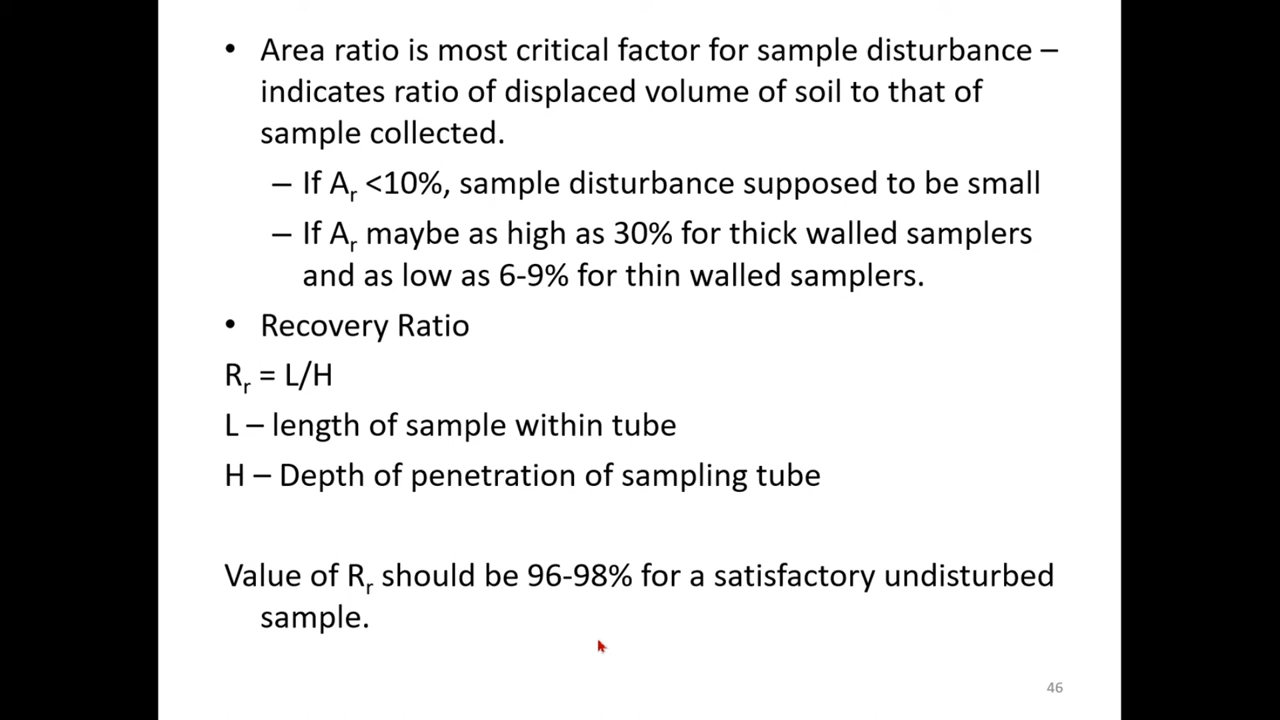 • Area ratio is most critical factor for sample disturbance –
indicates ratio of displaced volume of soil to that of
sample collected.
– If Ar <10%, sample disturbance supposed to be small
– If Ar maybe as high as 30% for thick walled samplers
and as low as 6-9% for thin walled samplers.
• Recovery Ratio
Rr = L/H
L – length of sample within tube
H – Depth of penetration of sampling tube
Value of Rr should be 96-98% for a satisfactory undisturbed
sample.
46